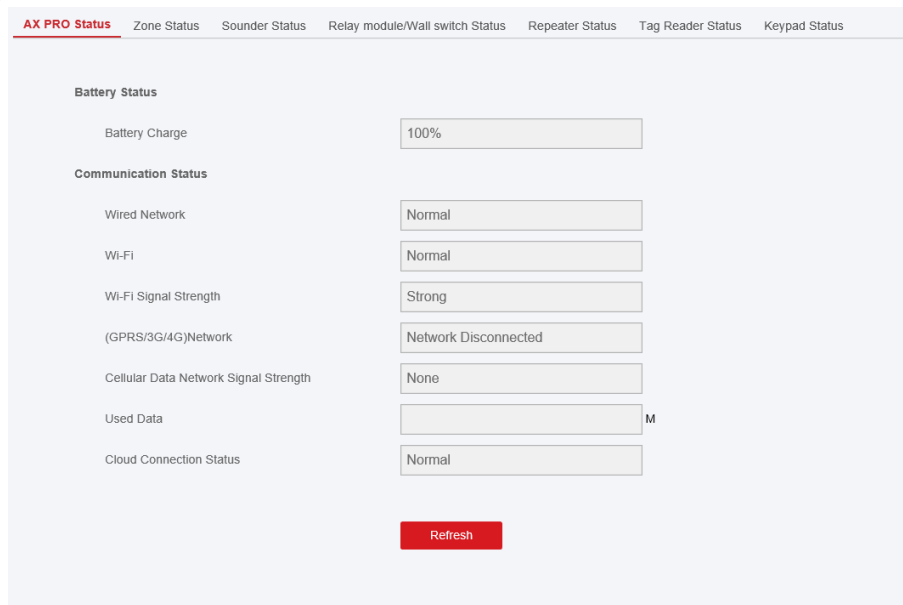 AX PRO Status Zone Status Sounder Status Relay module/Wall switch Status Repeater Status Tag Reader Status Keypad Status
Battery Status
Battery Charge 100%
Communication Status
Wired Network Normal
Wi-Fi Normal
Wi-Fi Signal Strength Strong
(GPRS/3G/4G)Network Network Disconnected
Cellular Data Network Signal Strength None
Used Data M
Cloud Connection Status Normal
Refresh